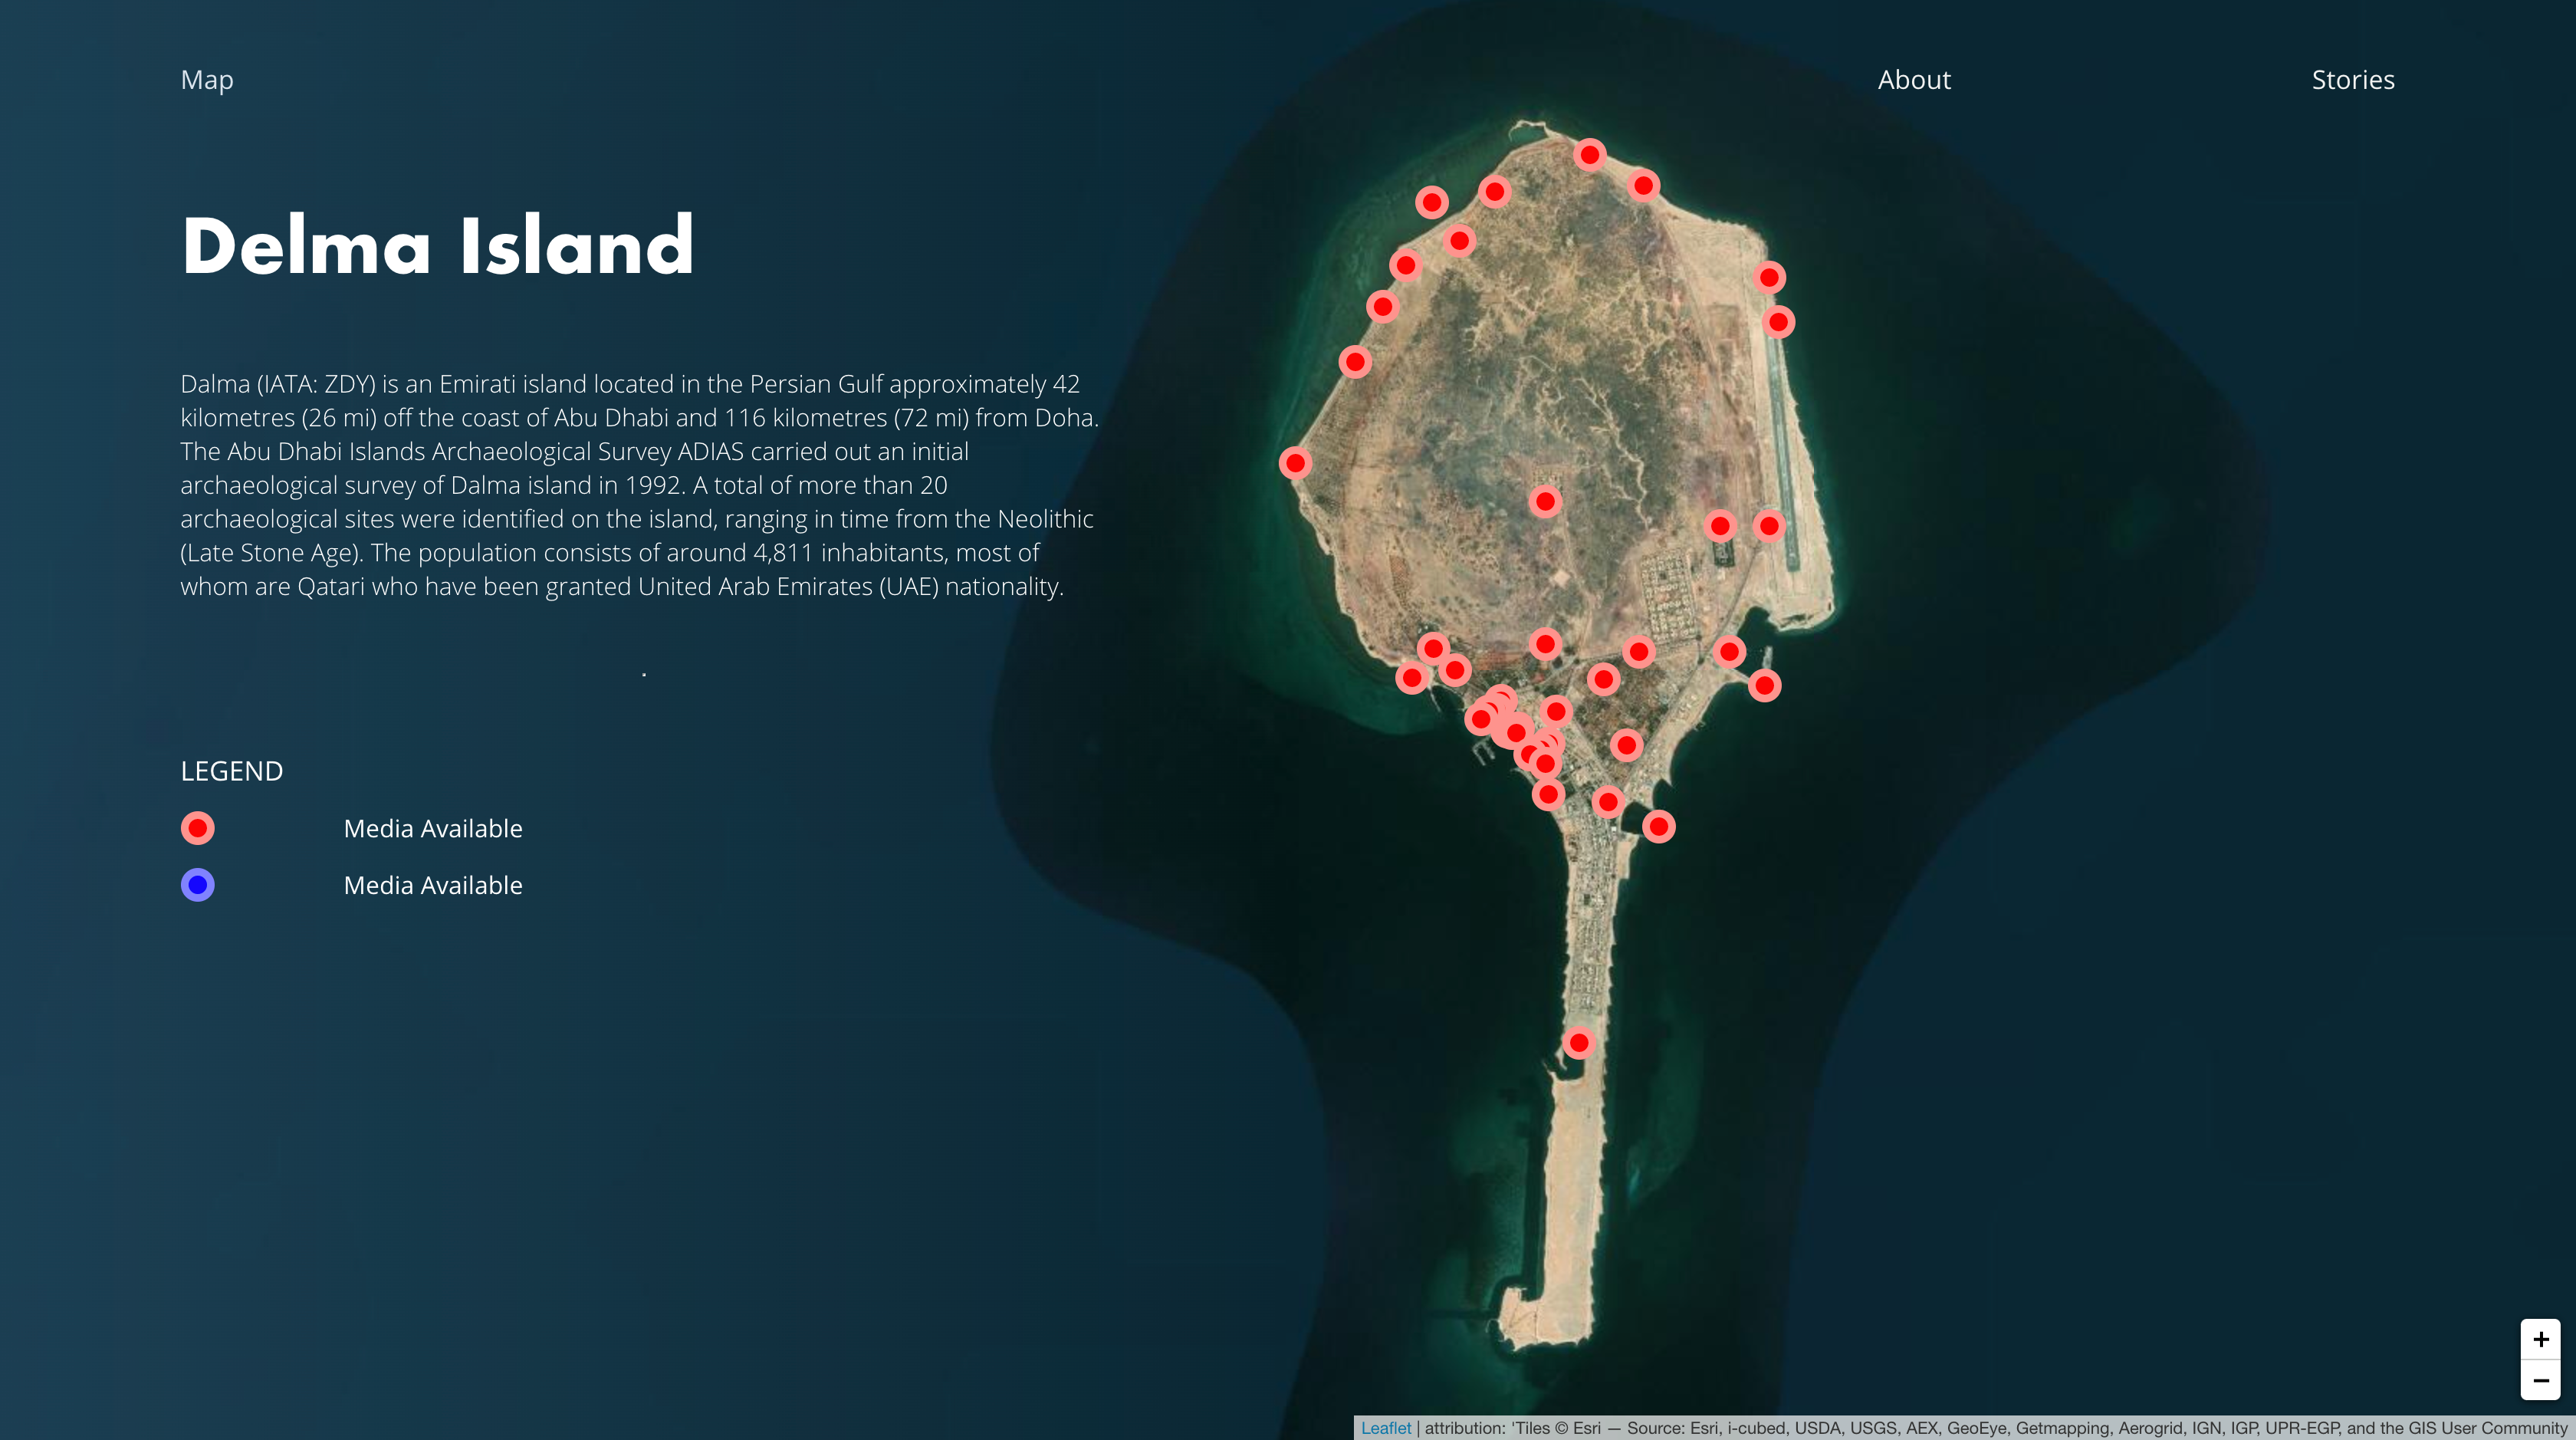 Map
About
Stories
Delma Island
Dalma (IATA: ZDY) is an Emirati island located in the Persian Gulf approximately 42
kilometres (26 mi) off the coast of Abu Dhabi and 116 kilometres (72 mi) from Doha.
The Abu Dhabi Islands Archaeological Survey ADIAS carried out an initial
archaeological survey of Dalma island in 1992. A total of more than 20
archaeological sites were identified on the island, ranging in time from the Neolithic
(Late Stone Age). The population consists of around 4,811 inhabitants, most of
whom are Qatari who have been granted United Arab Emirates (UAE) nationality.
LEGEND
Media Available
Media Available
+
−
Leaflet | attribution: 'Tiles © Esri — Source: Esri, i-cubed, USDA, USGS, AEX, GeoEye, Getmapping, Aerogrid, IGN, IGP, UPR-EGP, and the GIS User Community